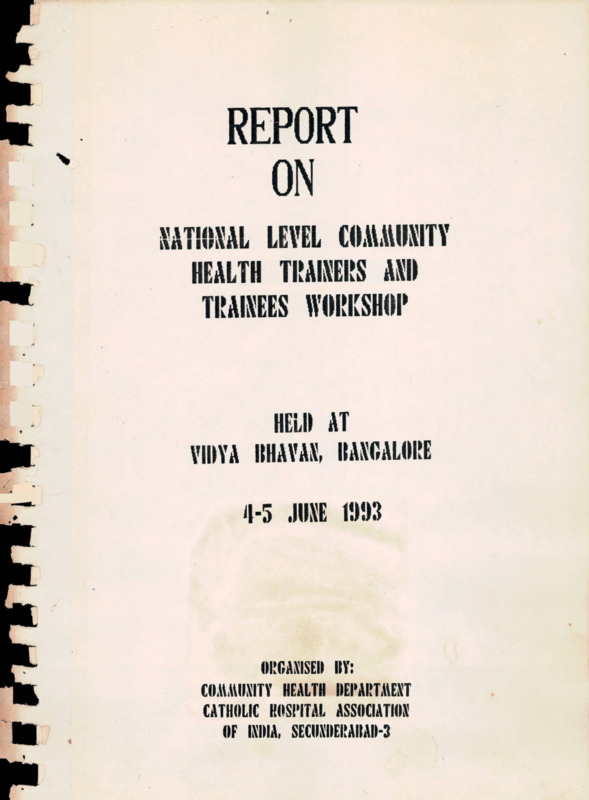 REPORT
ON
NATIONAL LEVEL COMMUNITY
HEALTH TRAINERS AND
TRAINEES WORKSHOP
HELD AT
VIDYA BHAVAN, BANGALORE
4-5 JUNE 1993
ORGANISED BY:
COMMUNITY HEALTH DEPARTMENT
CATHOLIC HOSPITAL ASSOCIATION
OF INDIA, SECUNDERABAD-3